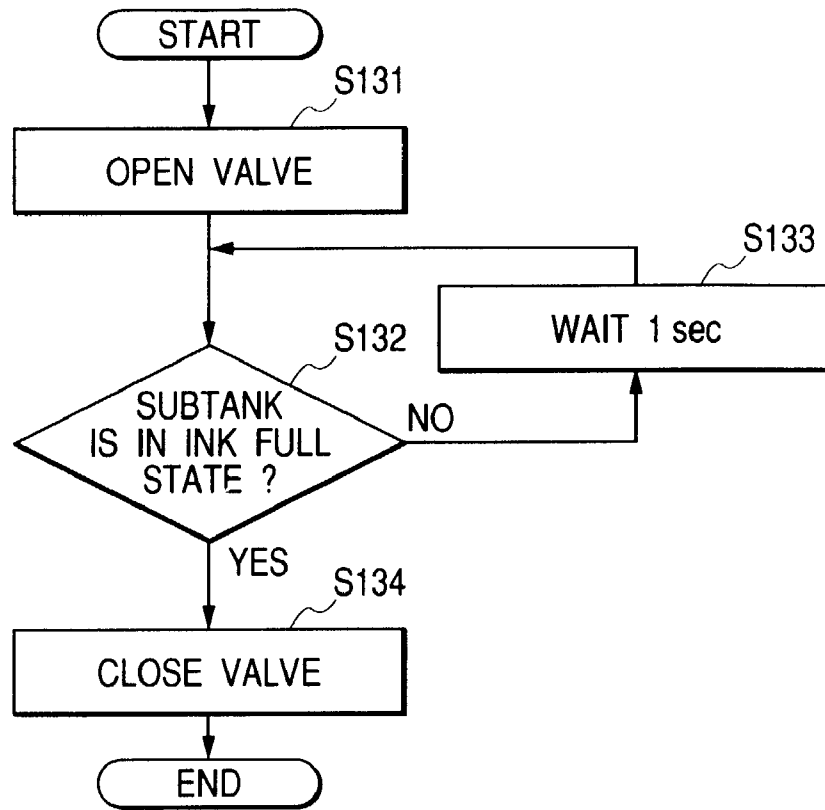 START
S131
OPEN VALVE
S133
WAIT 1 sec
S132
SUBTANK
IS IN INK FULL
STATE ?
NO
YES
S134
CLOSE VALVE
END